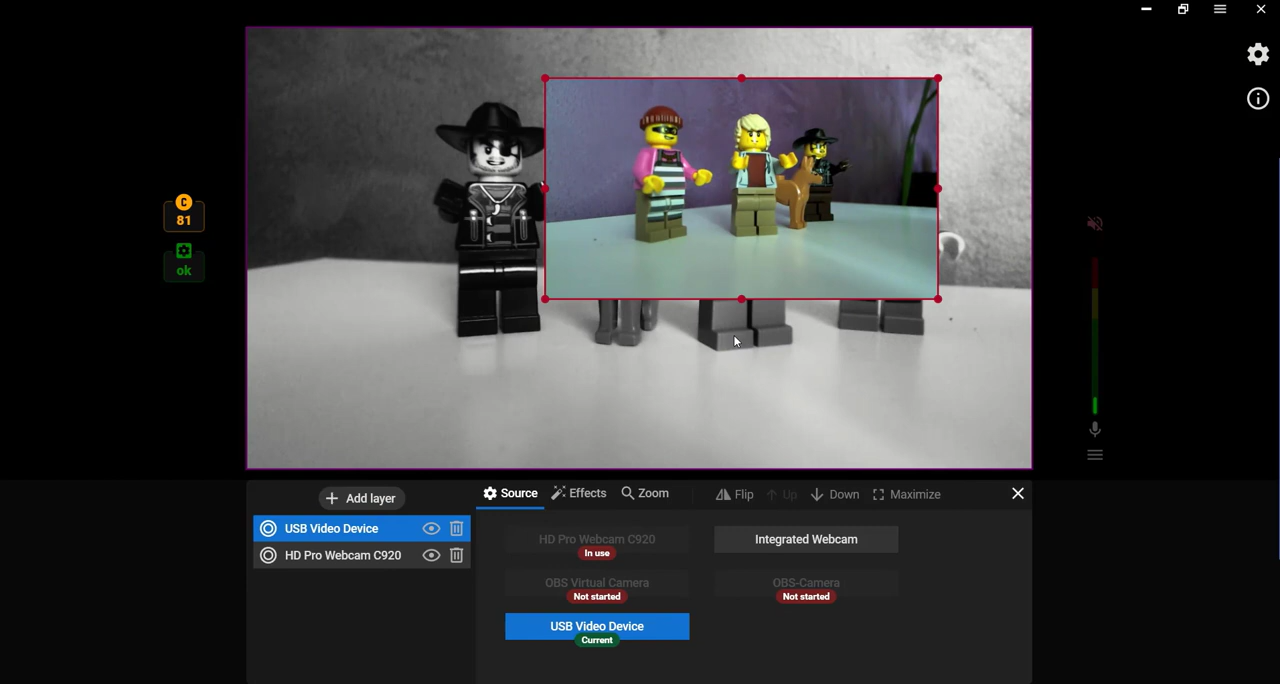 C
81
ok
Add layer
USB Video Device
HD Pro Webcam C920
Source Effects Zoom Flip Up Down Maximize
HD Pro Webcam C920
In use
Integrated Webcam
OBS Virtual Camera
Not started
OBS-Camera
Not started
USB Video Device
Current